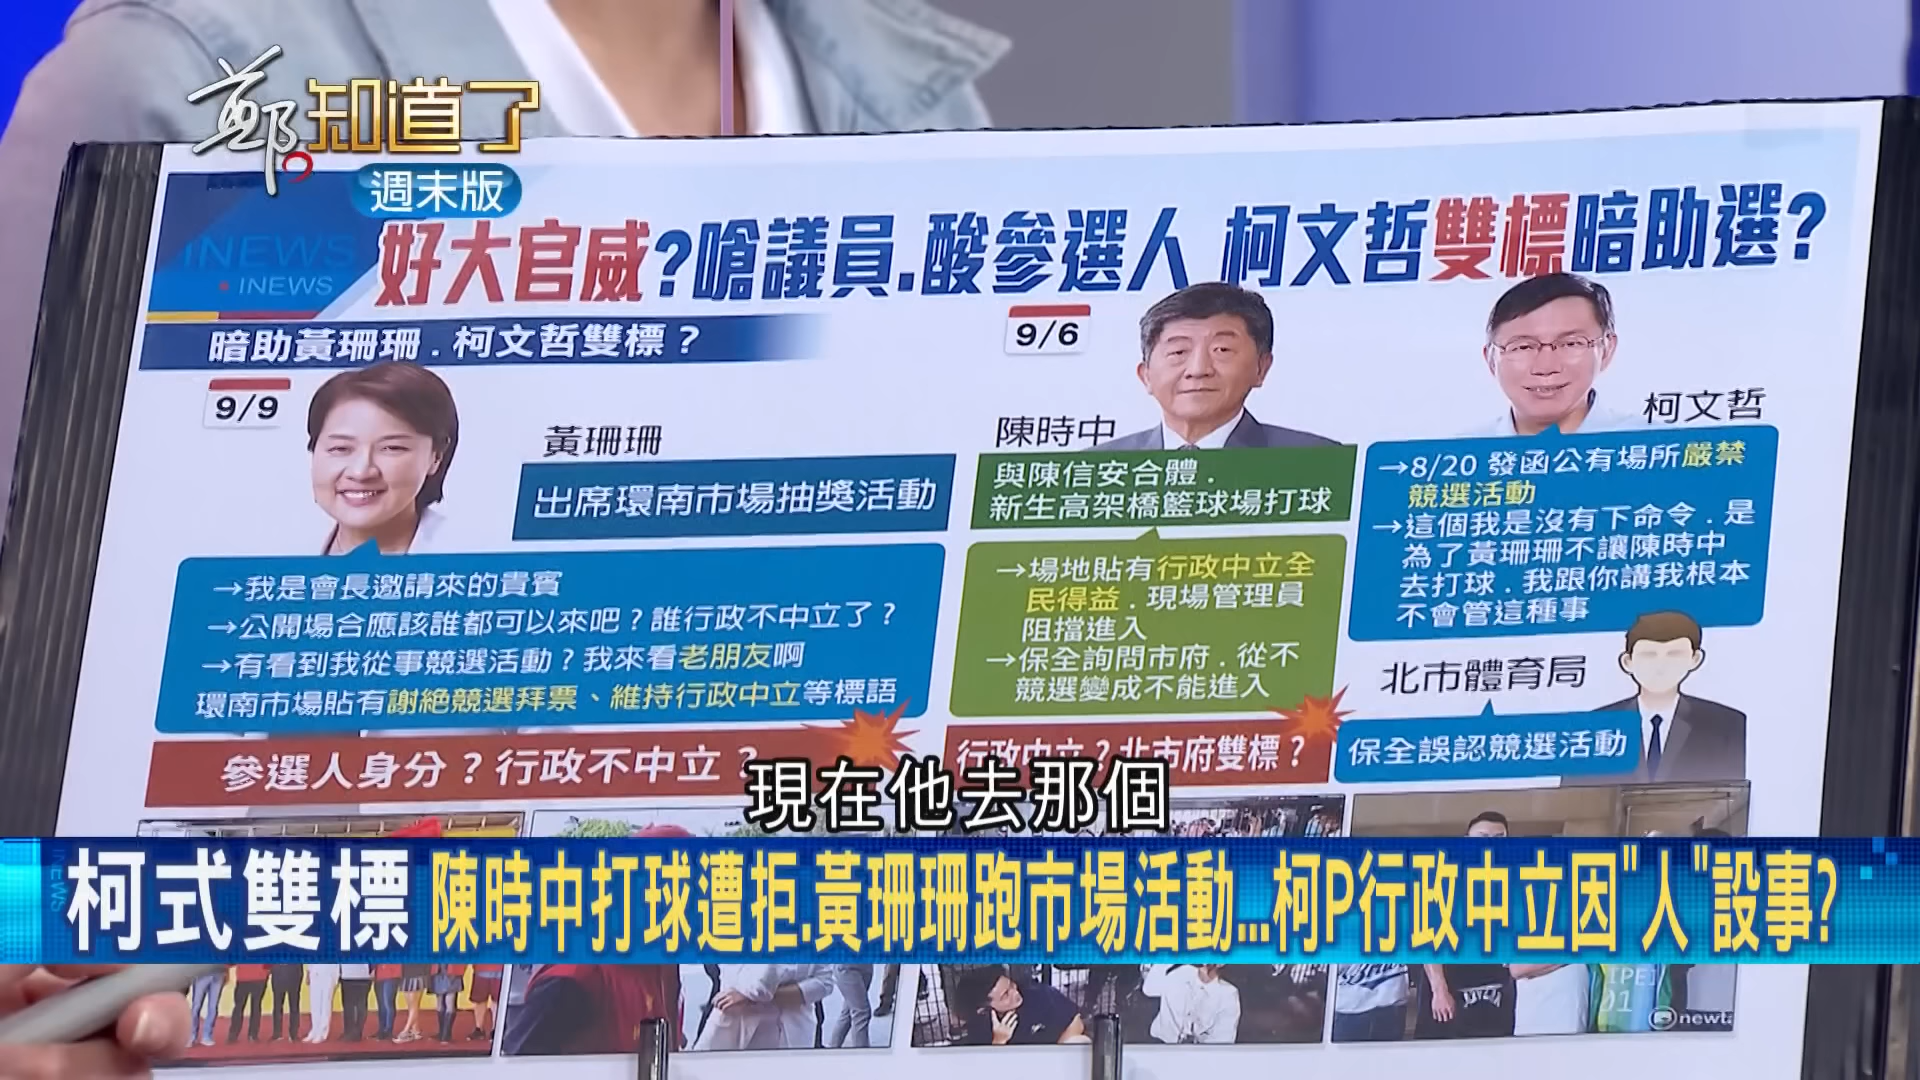 鄭知道了
週末版
INEWS
INEWS
好大官威?嗆議員.酸參選人 柯文哲雙標暗助選?
暗助黃珊珊.柯文哲雙標？
9/9
黃珊珊
出席環南市場抽獎活動
→我是會長邀請來的貴賓
→公開場合應該誰都可以來吧？誰行政不中立了？
→有看到我從事競選活動？我來看老朋友啊
環南市場貼有謝絕競選拜票、維持行政中立等標語
參選人身分？行政不中立？
9/6
陳時中
與陳信安合體.
新生高架橋籃球場打球
→場地貼有行政中立全
民得益.現場管理員
阻擋進入
→保全詢問市府.從不
競選變成不能進入
行政中立？北市府雙標？
柯文哲
→8/20 發函公有場所嚴禁
競選活動
→這個我是沒有下命令.是
為了黃珊珊不讓陳時中
去打球.我跟你講我根本
不會管這種事
北市體育局
保全誤認競選活動
現在他去那個
INEWS
柯式雙標 陳時中打球遭拒.黃珊珊跑市場活動...柯P行政中立因"人"設事?
IPEI
01
newta